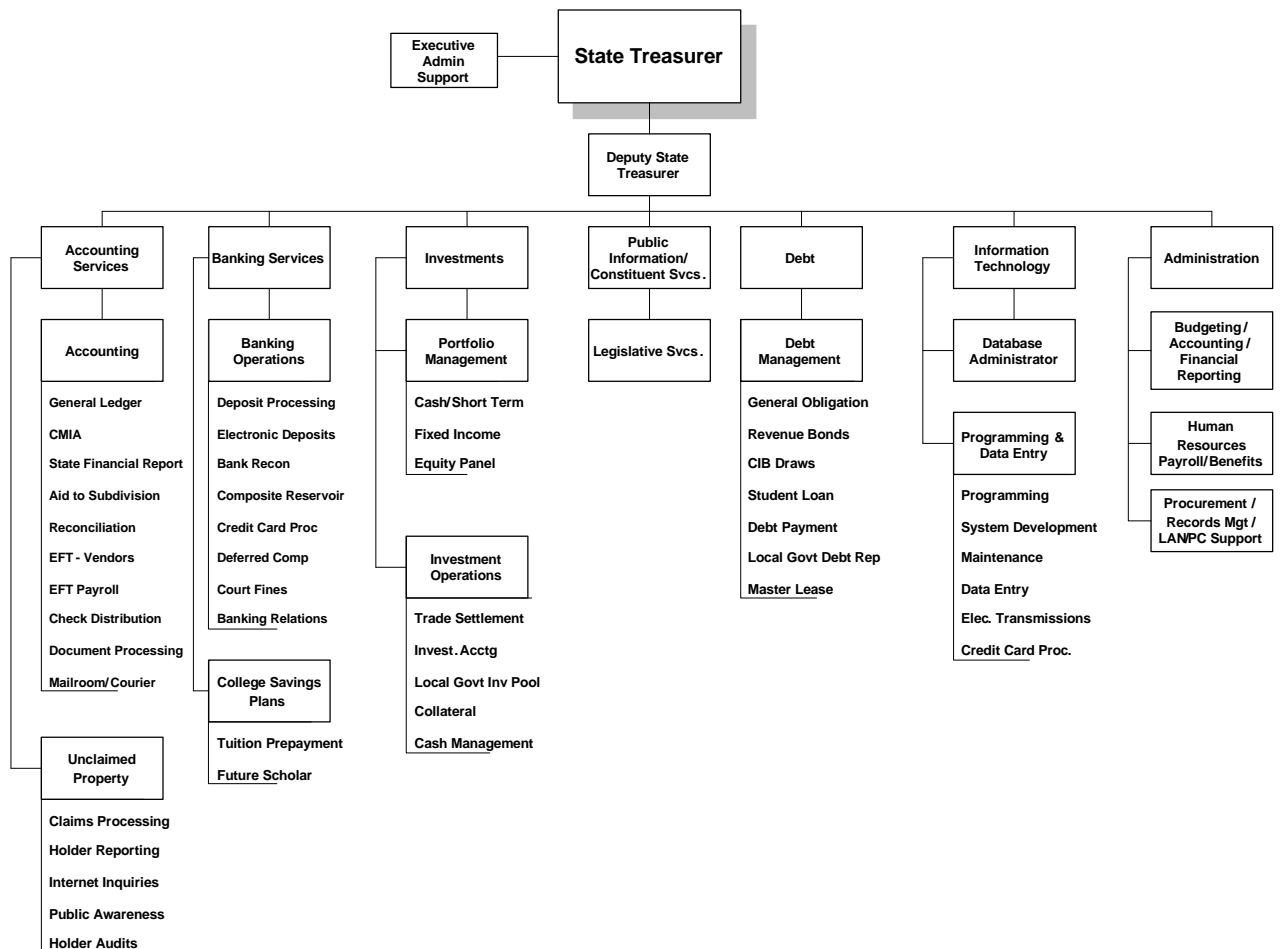 Executive
Admin
Support
State Treasurer
Deputy State
Treasurer
Accounting
Services
Banking Services
Investments
Public
Information/
Constituent Svcs.
Debt
Information
Technology
Administration
Accounting
General Ledger
CMIA
State Financial Report
Aid to Subdivision
Reconciliation
EFT - Vendors
EFT Payroll
Check Distribution
Document Processing
Mailroom/Courier
Unclaimed
Property
Claims Processing
Holder Reporting
Internet Inquiries
Public Awareness
Holder Audits
Banking
Operations
Deposit Processing
Electronic Deposits
Bank Recon
Composite Reservoir
Credit Card Proc
Deferred Comp
Court Fines
Banking Relations
College Savings
Plans
Tuition Prepayment
Future Scholar
Portfolio
Management
Cash/Short Term
Fixed Income
Equity Panel
Investment
Operations
Trade Settlement
Invest. Acctg
Local Govt Inv Pool
Collateral
Cash Management
Legislative Svcs.
Debt
Management
General Obligation
Revenue Bonds
CIB Draws
Student Loan
Debt Payment
Local Govt Debt Rep
Master Lease
Database
Administrator
Programming &
Data Entry
Programming
System Development
Maintenance
Data Entry
Elec. Transmissions
Credit Card Proc.
Budgeting /
Accounting /
Financial
Reporting
Human
Resources
Payroll/Benefits
Procurement /
Records Mgt /
LAN/PC Support